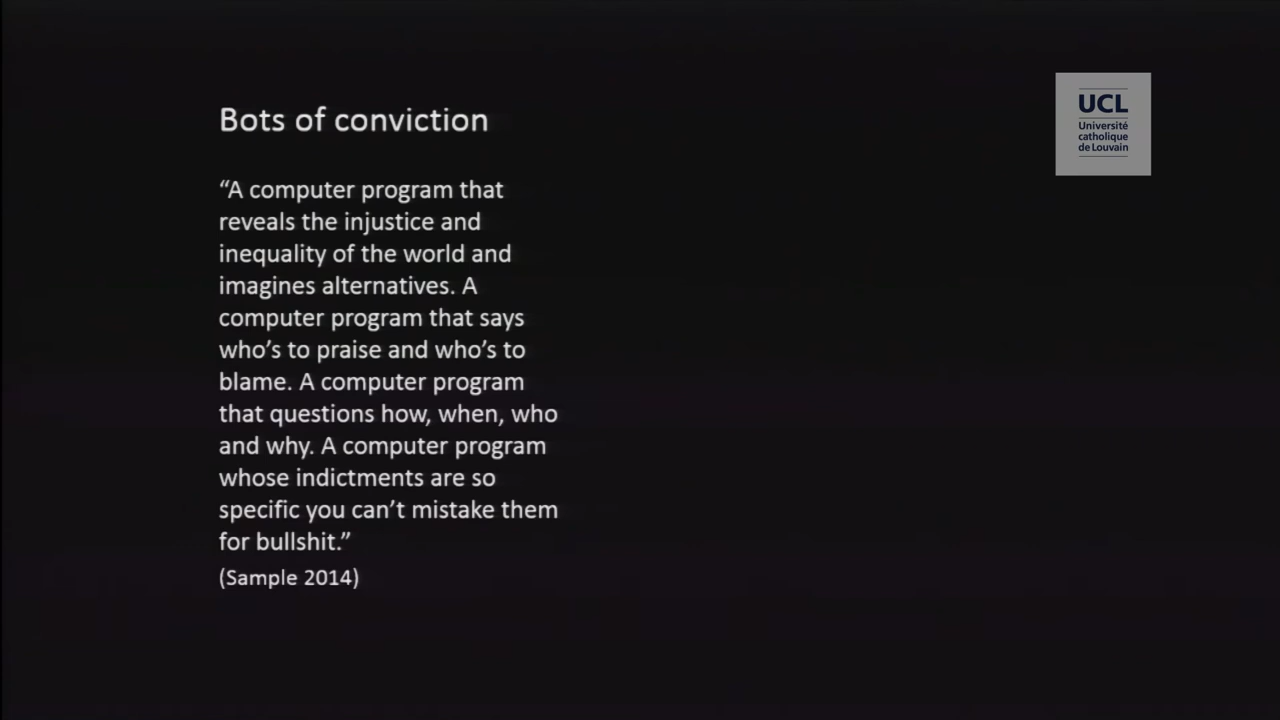 Bots of conviction
“A computer program that
reveals the injustice and
inequality of the world and
imagines alternatives. A
computer program that says
who’s to praise and who’s to
blame. A computer program
that questions how, when, who
and why. A computer program
whose indictments are so
specific you can’t mistake them
for bullshit.”
(Sample 2014)
UCL
Université
catholique
de Louvain